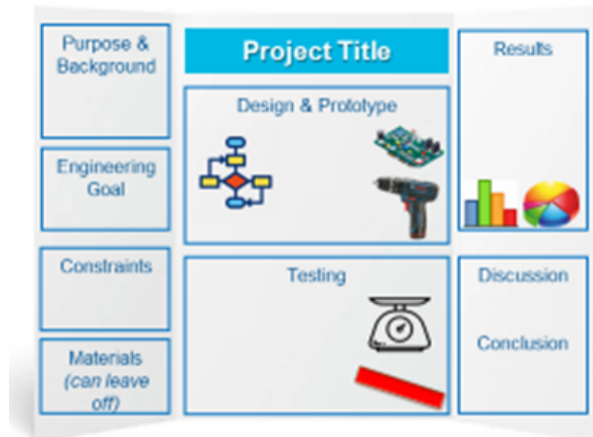 Purpose &
Background
Engineering
Goal
Constraints
Materials
(can leave
off)
Project Title
Design & Prototype
Testing
Results
Discussion
Conclusion